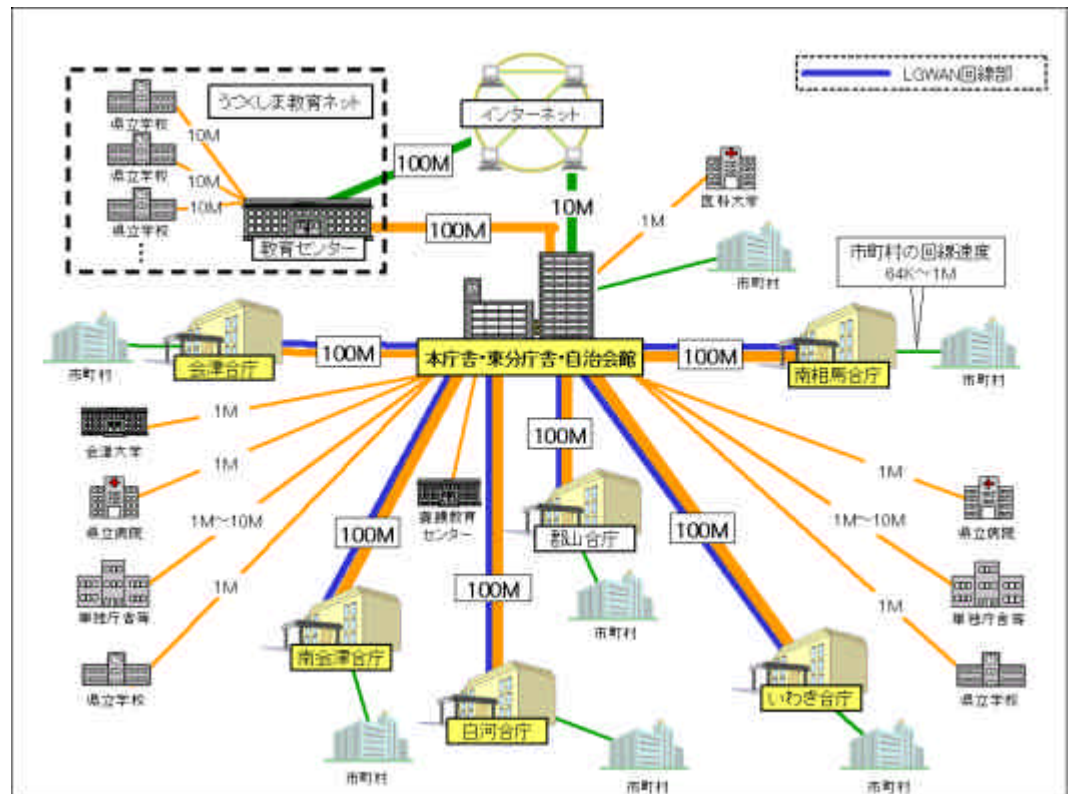 LGWAN回線部
うつくしま教育ネット
インターネット
県立学校
10M
県立学校
10M
県立学校
10M
教育センター
100M
100M
10M
医科大学
1M
市町村
市町村の回線速度
64K～1M
市町村
会津合庁
100M
本庁舎・東分庁舎・自治会館
100M
南相馬合庁
市町村
会津大学
1M
県立病院
1M
単独庁舎等
1M～10M
県立学校
1M
100M
養護教育
センター
100M
100M
郡山合庁
市町村
100M
1M
県立病院
1M～10M
単独庁舎等
1M
県立学校
南会津合庁
市町村
白河合庁
市町村
いわき合庁
市町村